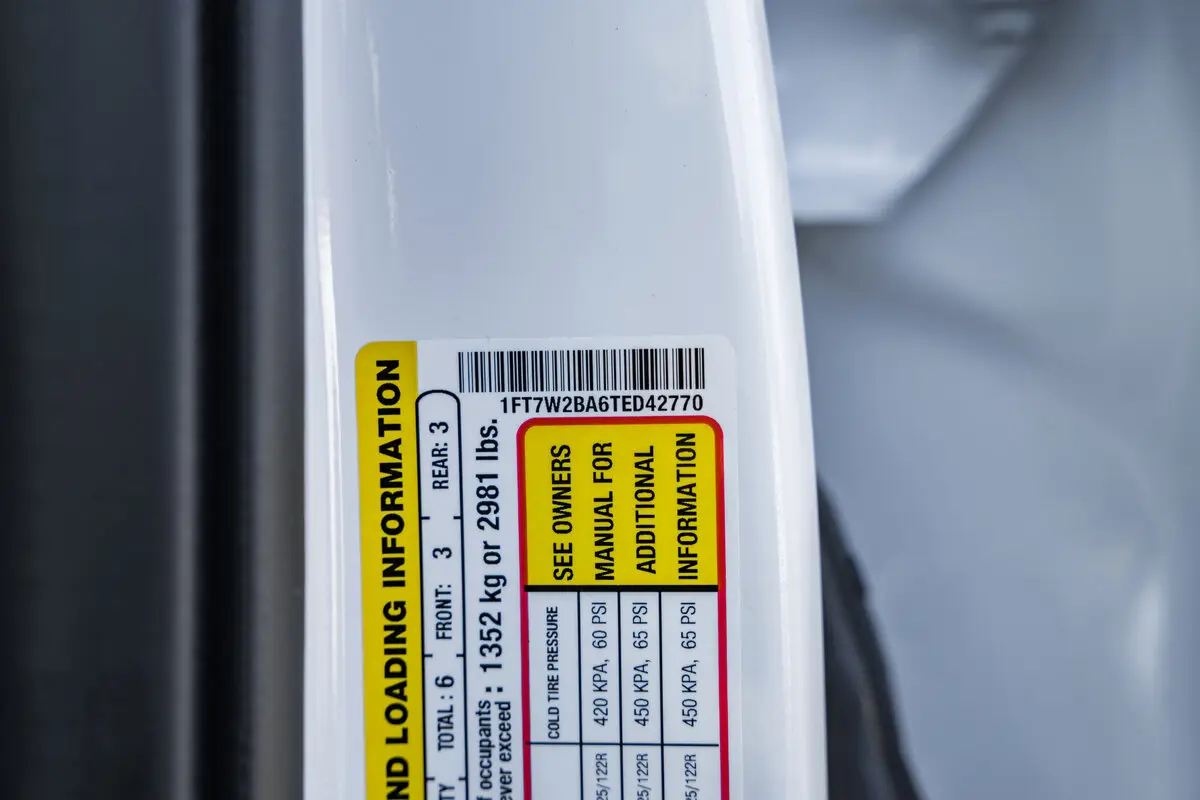 1FT7W2BA6TED42770
ND LOADING INFORMATION
TY TOTAL : 6 FRONT: 3 REAR: 3
f occupants
ever exceed : 1352 kg or 2981 lbs.
COLD TIRE PRESSURE
25/122R 420 KPA, 60 PSI
25/122R 450 KPA, 65 PSI
25/122R 450 KPA, 65 PSI
SEE OWNERS
MANUAL FOR
ADDITIONAL
INFORMATION